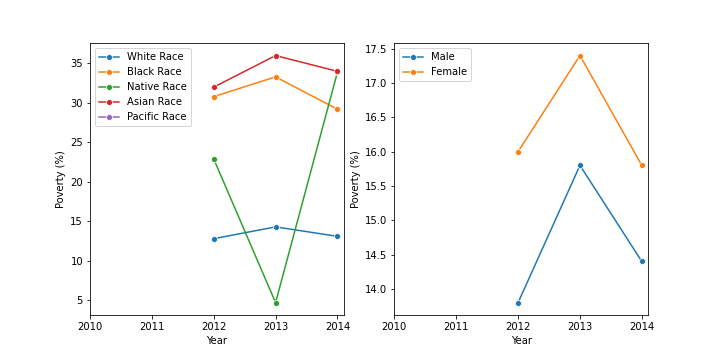 White Race
Black Race
Native Race
Asian Race
Pacific Race
35
30
25
20
15
10
5
Poverty (%)
2010 2011 2012 2013 2014
Year
Male
Female
17.5
17.0
16.5
16.0
15.5
15.0
14.5
14.0
Poverty (%)
2010 2011 2012 2013 2014
Year